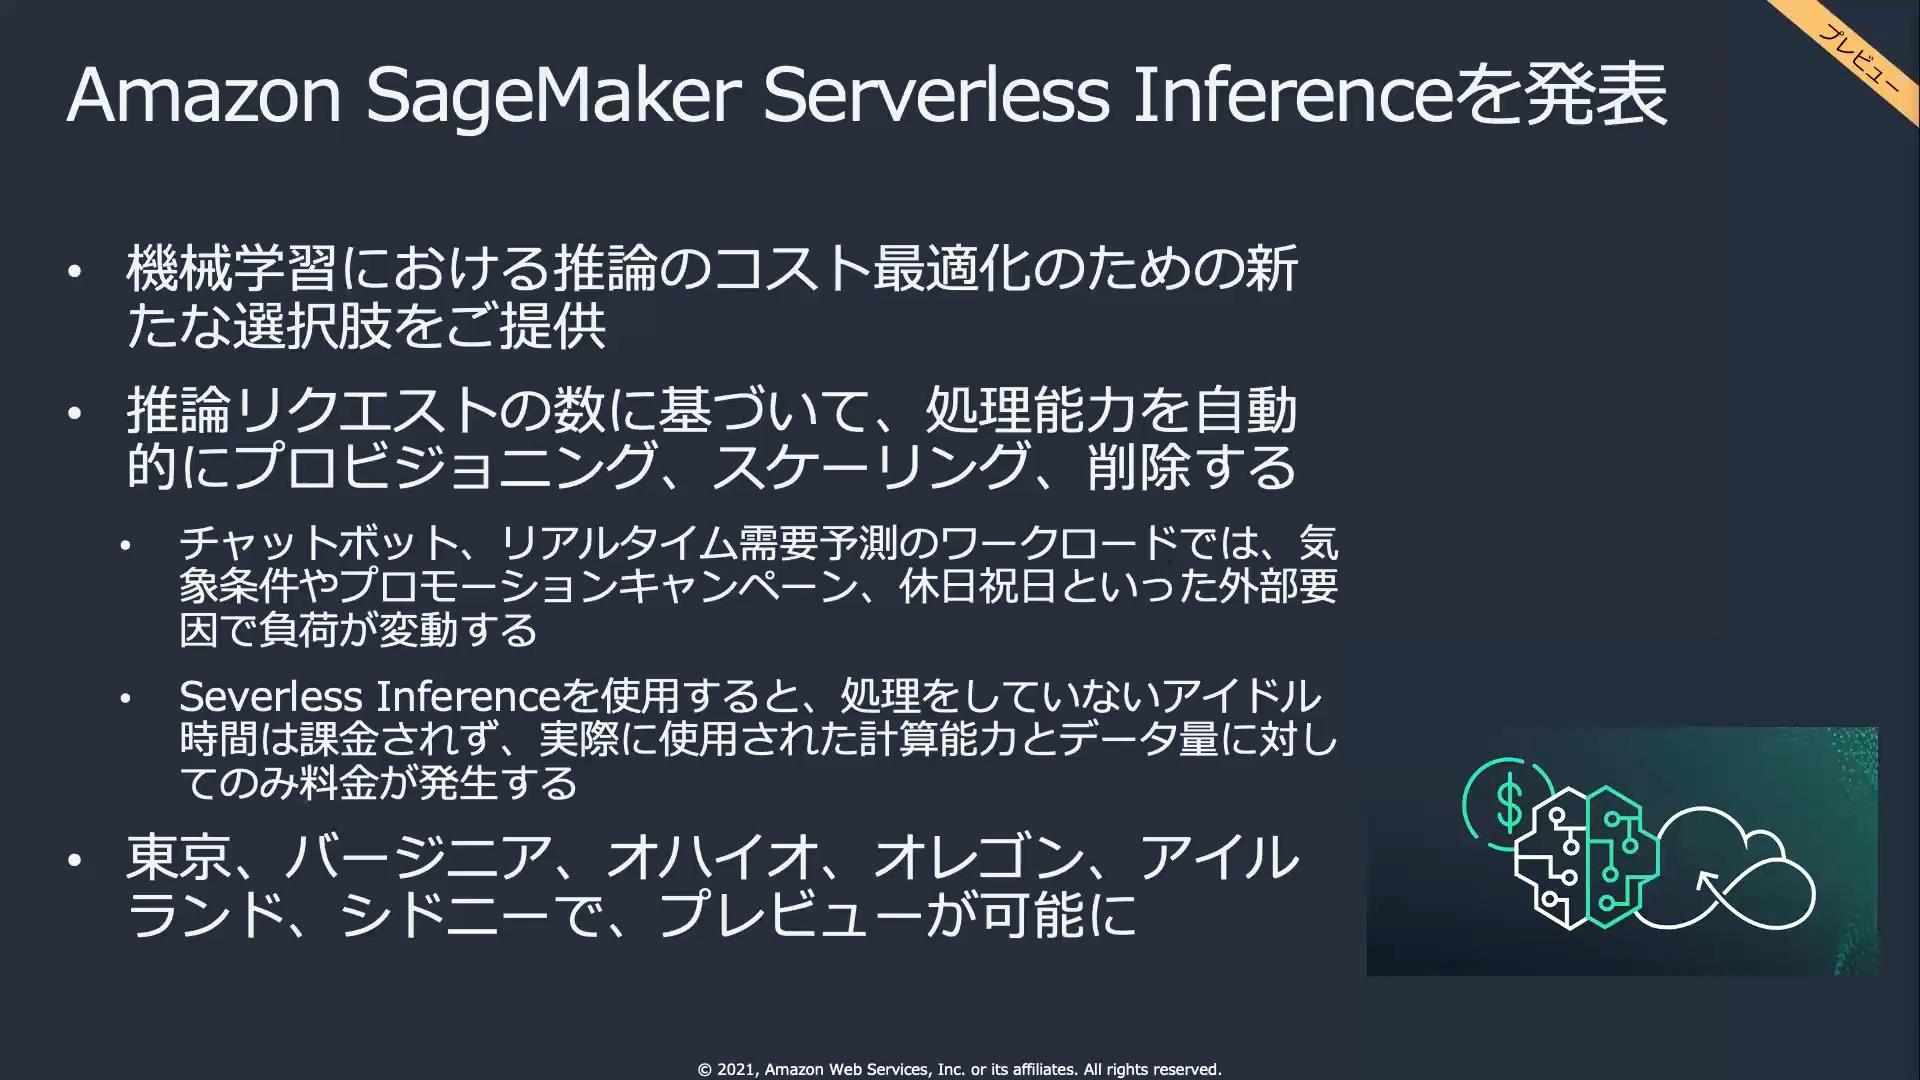 プレビュー
Amazon SageMaker Serverless Inferenceを発表
• 機械学習における推論のコスト最適化のための新
たな選択肢をご提供
• 推論リクエストの数に基づいて、処理能力を自動
的にプロビジョニング、スケーリング、削除する
• チャットボット、リアルタイム需要予測のワークロードでは、気
象条件やプロモーションキャンペーン、休日祝日といった外部要
因で負荷が変動する
• Severless Inferenceを使用すると、処理をしていないアイドル
時間は課金されず、実際に使用された計算能力とデータ量に対し
てのみ料金が発生する
• 東京、バージニア、オハイオ、オレゴン、アイル
ランド、シドニーで、プレビューが可能に
$
© 2021, Amazon Web Services, Inc. or its affiliates. All rights reserved.